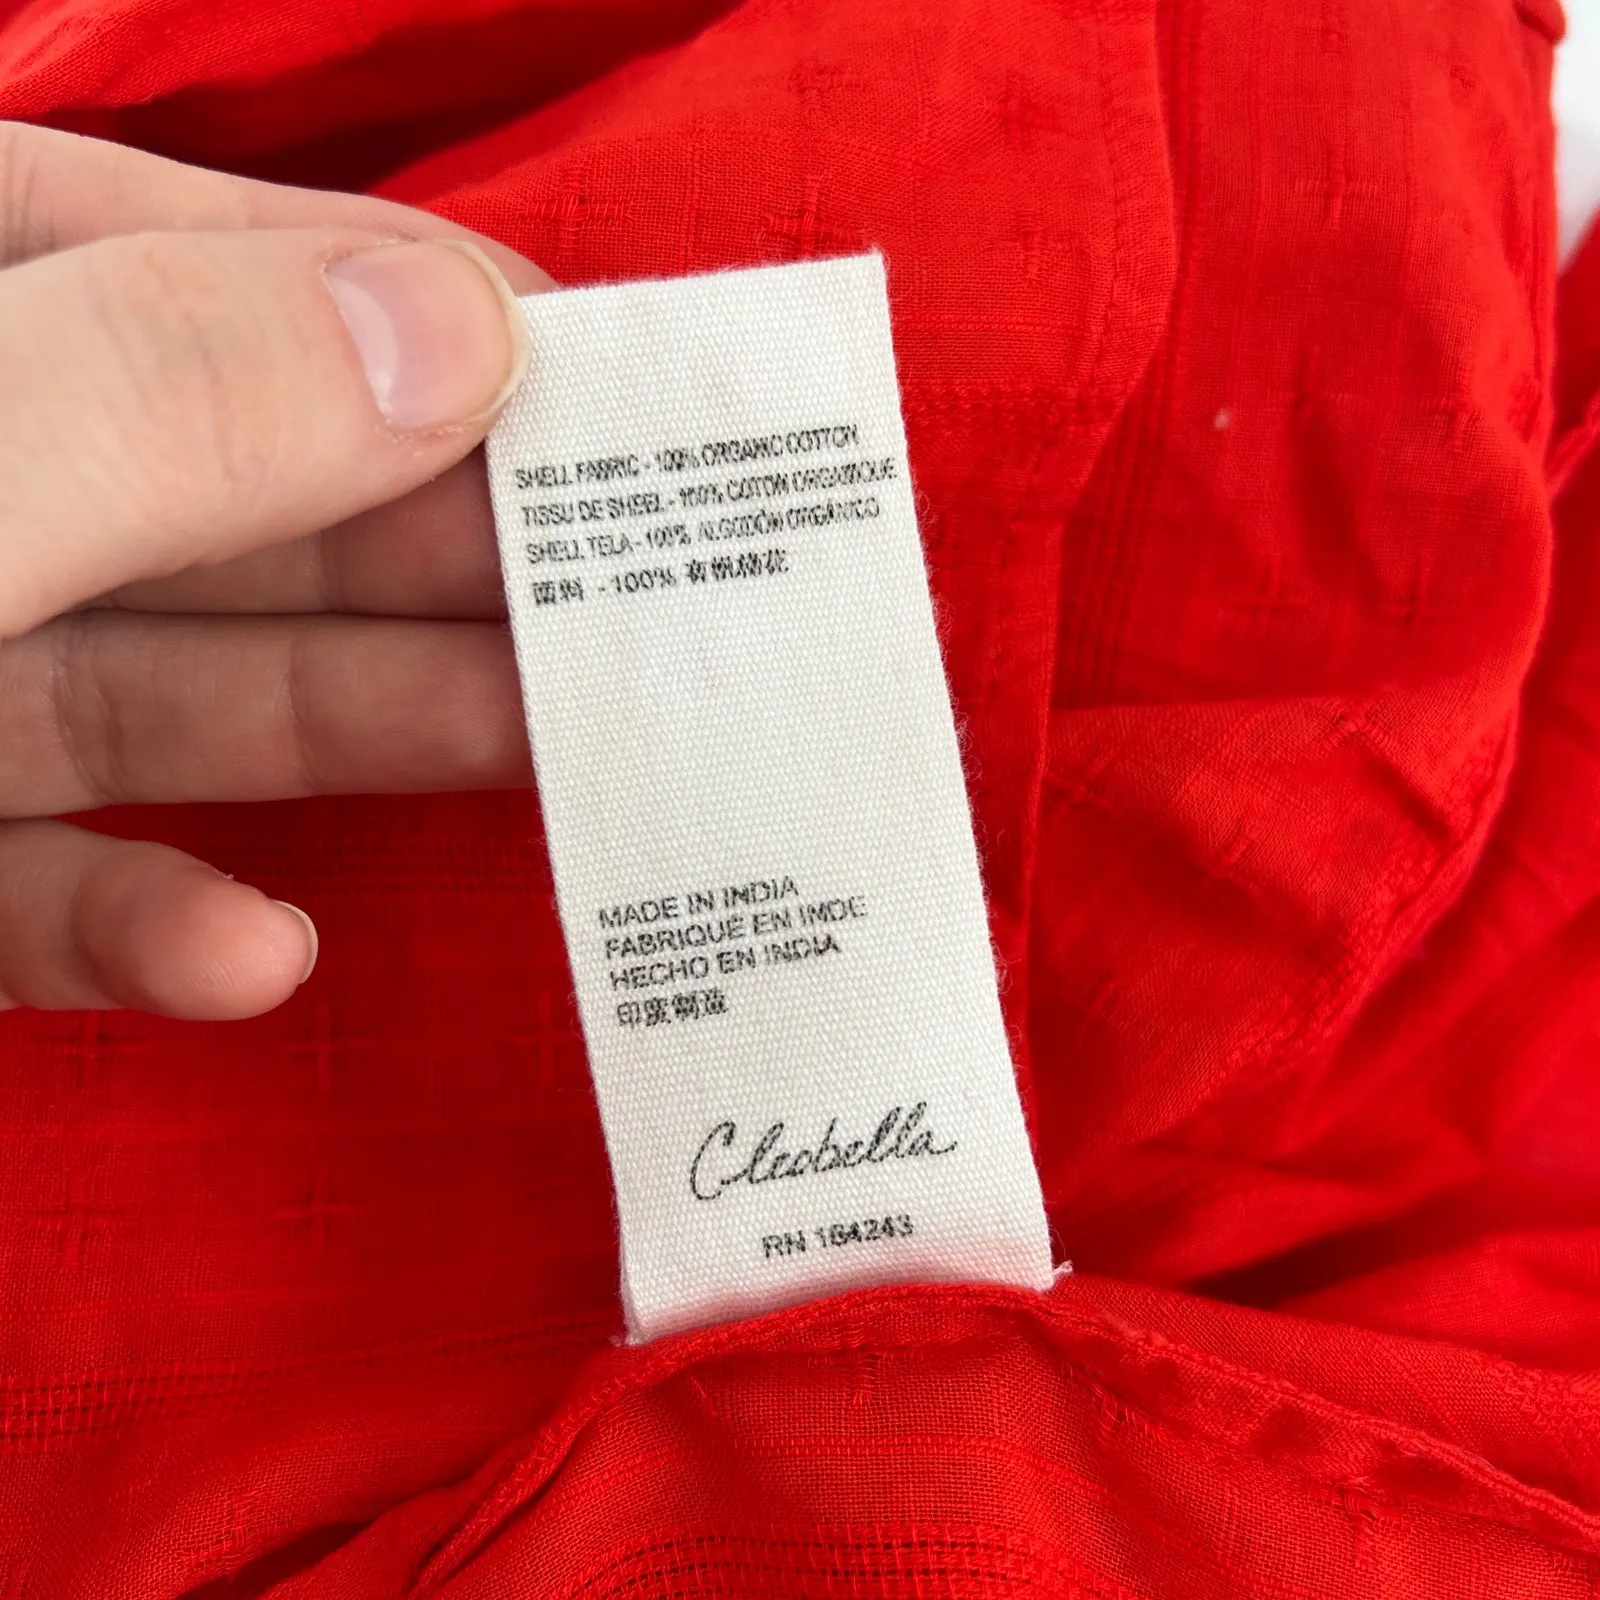 SHELL FABRIC - 100% ORGANIC COTTON
TISSU DE SHEEL - 100% COTON ORGANIQUE
SHELL TELA - 100% ALGODÓN ORGÁNICO
面料 - 100% 有机棉花
MADE IN INDIA
FABRIQUÉ EN INDE
HECHO EN INDIA
印度制造
Cleobella
RN 164243